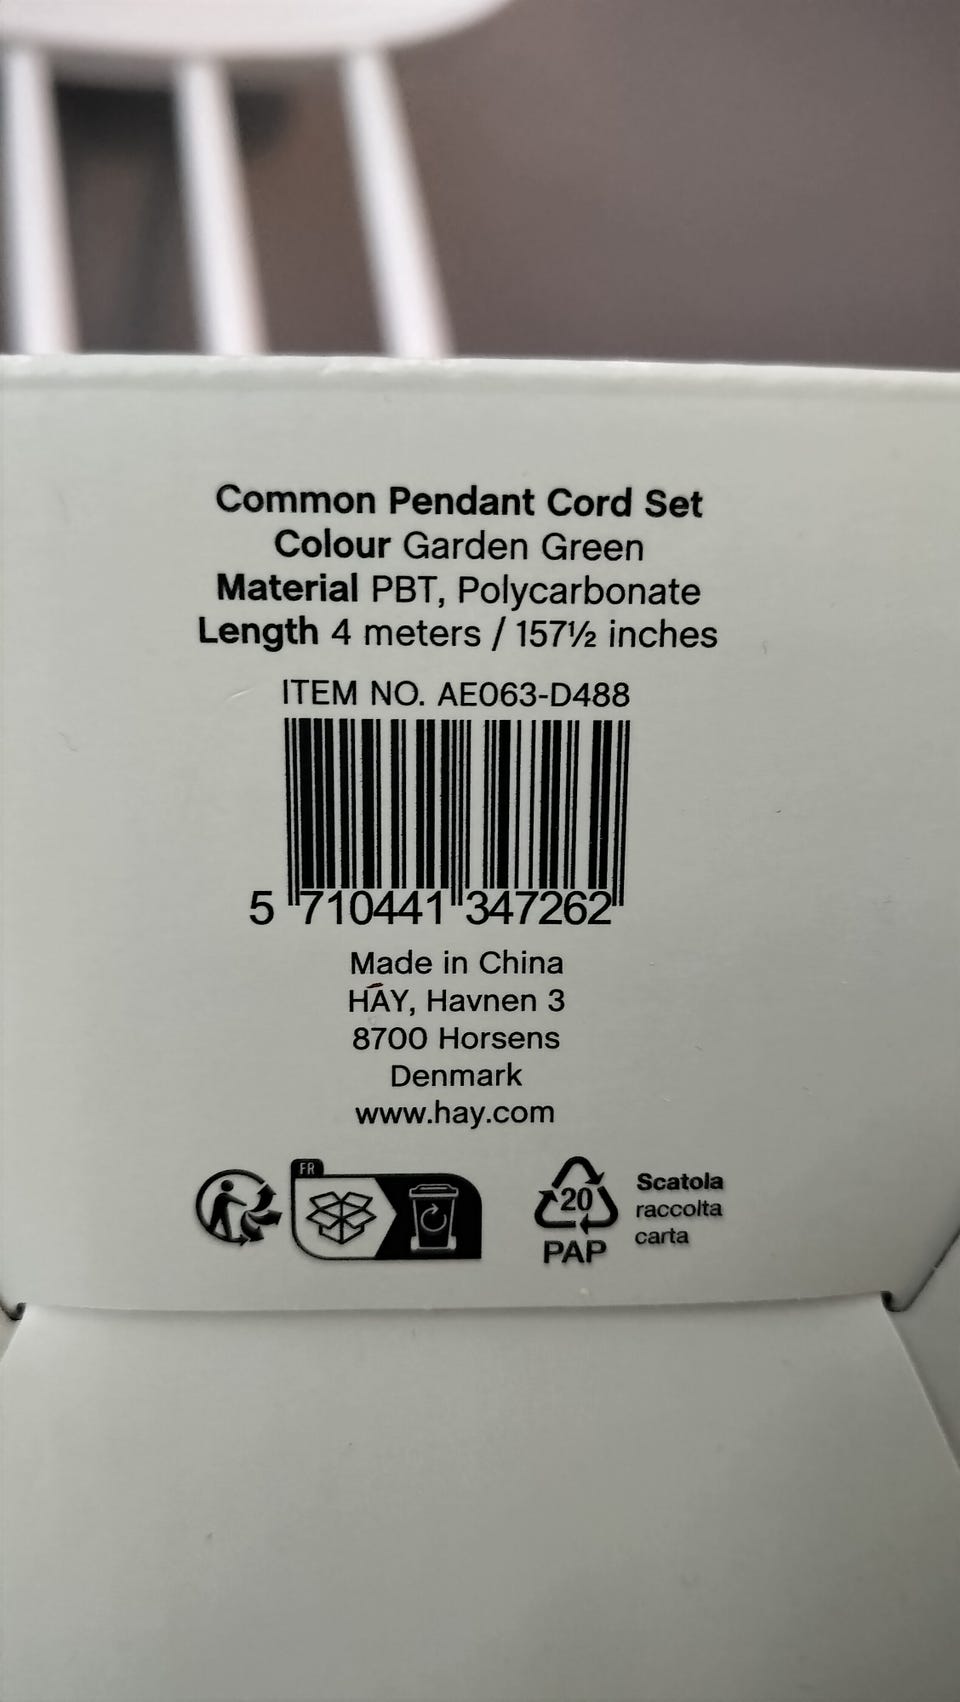 Common Pendant Cord Set
Colour Garden Green
Material PBT, Polycarbonate
Length 4 meters / 157½ inches
ITEM NO. AE063-D488
5 710441 347262
Made in China
HAY, Havnen 3
8700 Horsens
Denmark
www.hay.com
FR
20
PAP
Scatola
raccolta
carta